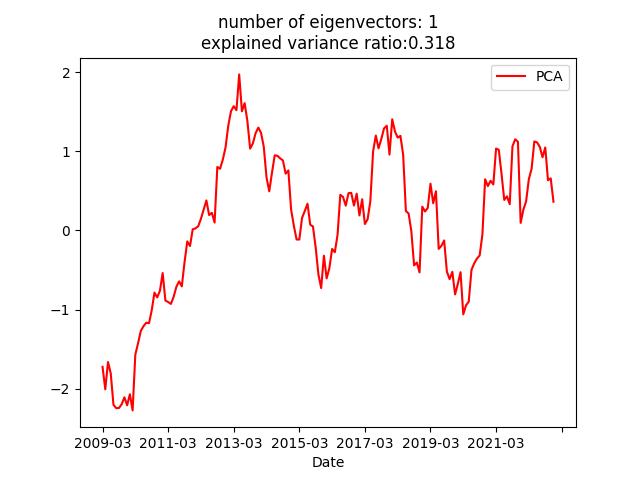 number of eigenvectors: 1
explained variance ratio:0.318
PCA
2
1
0
−1
−2
2009-03 2011-03 2013-03 2015-03 2017-03 2019-03 2021-03
Date